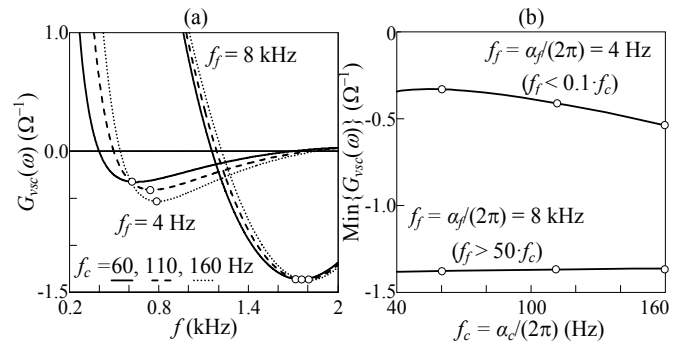 (a)
1.0
0.0
-1.5
G_vsc(ω) (Ω⁻¹)
f_f = 8 kHz
f_f = 4 Hz
f_c =60, 110, 160 Hz
0.2 0.8 1.4 2
f (kHz)
(b)
0
-0.5
-1.0
-1.5
Min{G_vsc(ω)} (Ω⁻¹)
f_f = α_f/(2π) = 4 Hz
(f_f < 0.1·f_c)
f_f = α_f/(2π) = 8 kHz
(f_f > 50·f_c)
40 100 160
f_c = α_c/(2π) (Hz)